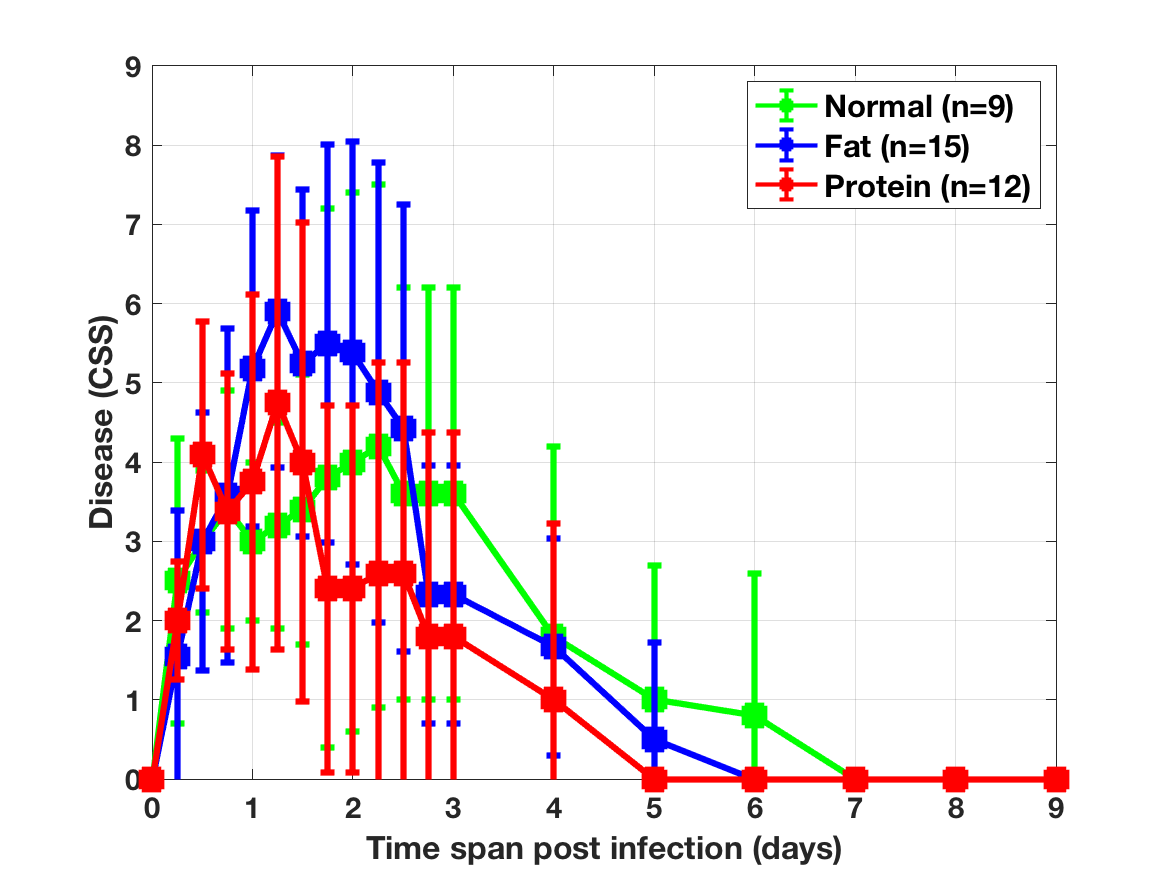 Normal (n=9)
Fat (n=15)
Protein (n=12)
Disease (CSS)
9
8
7
6
5
4
3
2
1
0
0 1 2 3 4 5 6 7 8 9
Time span post infection (days)